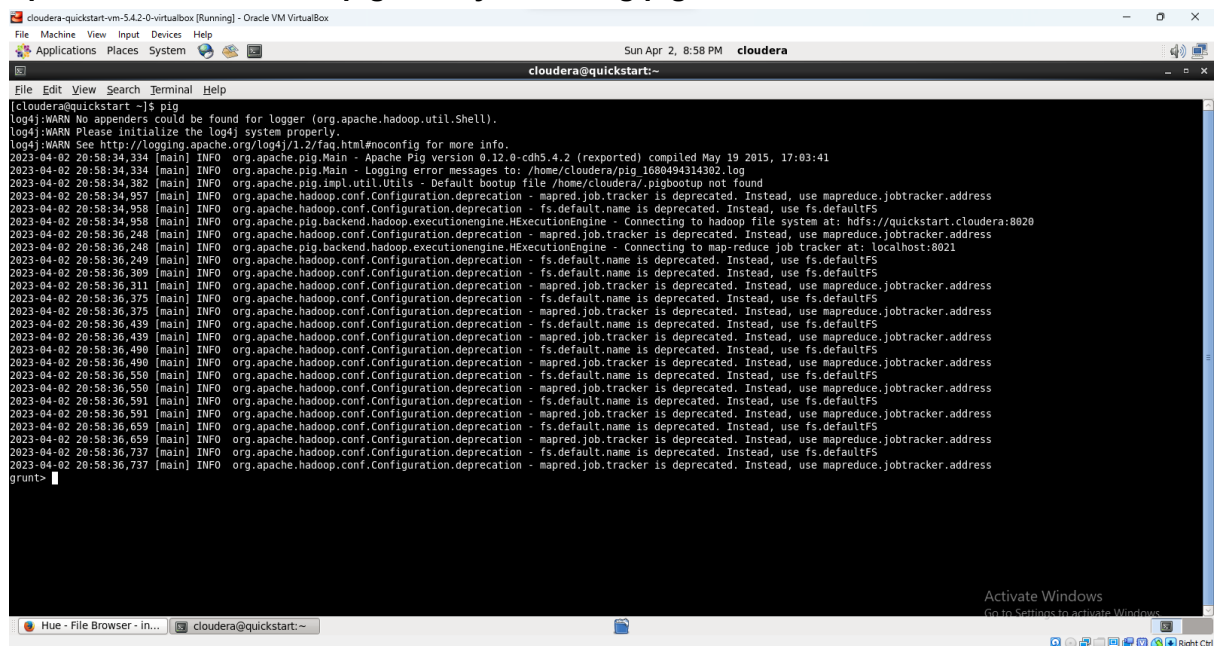 cloudera-quickstart-vm-5.4.2-0-virtualbox [Running] - Oracle VM VirtualBox
File Machine View Input Devices Help
Applications Places System Sun Apr 2, 8:58 PM cloudera
cloudera@quickstart:~
File Edit View Search Terminal Help
[cloudera@quickstart ~]$ pig
log4j:WARN No appenders could be found for logger (org.apache.hadoop.util.Shell).
log4j:WARN Please initialize the log4j system properly.
log4j:WARN See http://logging.apache.org/log4j/1.2/faq.html#noconfig for more info.
2023-04-02 20:58:34,334 [main] INFO  org.apache.pig.Main - Apache Pig version 0.12.0-cdh5.4.2 (rexported) compiled May 19 2015, 17:03:41
2023-04-02 20:58:34,334 [main] INFO  org.apache.pig.Main - Logging error messages to: /home/cloudera/pig_1680494314302.log
2023-04-02 20:58:34,382 [main] INFO  org.apache.pig.impl.util.Utils - Default bootup file /home/cloudera/.pigbootup not found
2023-04-02 20:58:34,957 [main] INFO  org.apache.hadoop.conf.Configuration.deprecation - mapred.job.tracker is deprecated. Instead, use mapreduce.jobtracker.address
2023-04-02 20:58:34,958 [main] INFO  org.apache.hadoop.conf.Configuration.deprecation - fs.default.name is deprecated. Instead, use fs.defaultFS
2023-04-02 20:58:34,958 [main] INFO  org.apache.pig.backend.hadoop.executionengine.HExecutionEngine - Connecting to hadoop file system at: hdfs://quickstart.cloudera:8020
2023-04-02 20:58:36,248 [main] INFO  org.apache.hadoop.conf.Configuration.deprecation - mapred.job.tracker is deprecated. Instead, use mapreduce.jobtracker.address
2023-04-02 20:58:36,248 [main] INFO  org.apache.pig.backend.hadoop.executionengine.HExecutionEngine - Connecting to map-reduce job tracker at: localhost:8021
2023-04-02 20:58:36,249 [main] INFO  org.apache.hadoop.conf.Configuration.deprecation - fs.default.name is deprecated. Instead, use fs.defaultFS
2023-04-02 20:58:36,309 [main] INFO  org.apache.hadoop.conf.Configuration.deprecation - fs.default.name is deprecated. Instead, use fs.defaultFS
2023-04-02 20:58:36,311 [main] INFO  org.apache.hadoop.conf.Configuration.deprecation - mapred.job.tracker is deprecated. Instead, use mapreduce.jobtracker.address
2023-04-02 20:58:36,375 [main] INFO  org.apache.hadoop.conf.Configuration.deprecation - fs.default.name is deprecated. Instead, use fs.defaultFS
2023-04-02 20:58:36,375 [main] INFO  org.apache.hadoop.conf.Configuration.deprecation - mapred.job.tracker is deprecated. Instead, use mapreduce.jobtracker.address
2023-04-02 20:58:36,439 [main] INFO  org.apache.hadoop.conf.Configuration.deprecation - fs.default.name is deprecated. Instead, use fs.defaultFS
2023-04-02 20:58:36,439 [main] INFO  org.apache.hadoop.conf.Configuration.deprecation - mapred.job.tracker is deprecated. Instead, use mapreduce.jobtracker.address
2023-04-02 20:58:36,490 [main] INFO  org.apache.hadoop.conf.Configuration.deprecation - fs.default.name is deprecated. Instead, use fs.defaultFS
2023-04-02 20:58:36,490 [main] INFO  org.apache.hadoop.conf.Configuration.deprecation - mapred.job.tracker is deprecated. Instead, use mapreduce.jobtracker.address
2023-04-02 20:58:36,550 [main] INFO  org.apache.hadoop.conf.Configuration.deprecation - fs.default.name is deprecated. Instead, use fs.defaultFS
2023-04-02 20:58:36,550 [main] INFO  org.apache.hadoop.conf.Configuration.deprecation - mapred.job.tracker is deprecated. Instead, use mapreduce.jobtracker.address
2023-04-02 20:58:36,591 [main] INFO  org.apache.hadoop.conf.Configuration.deprecation - fs.default.name is deprecated. Instead, use fs.defaultFS
2023-04-02 20:58:36,591 [main] INFO  org.apache.hadoop.conf.Configuration.deprecation - mapred.job.tracker is deprecated. Instead, use mapreduce.jobtracker.address
2023-04-02 20:58:36,659 [main] INFO  org.apache.hadoop.conf.Configuration.deprecation - fs.default.name is deprecated. Instead, use fs.defaultFS
2023-04-02 20:58:36,659 [main] INFO  org.apache.hadoop.conf.Configuration.deprecation - mapred.job.tracker is deprecated. Instead, use mapreduce.jobtracker.address
2023-04-02 20:58:36,737 [main] INFO  org.apache.hadoop.conf.Configuration.deprecation - fs.default.name is deprecated. Instead, use fs.defaultFS
2023-04-02 20:58:36,737 [main] INFO  org.apache.hadoop.conf.Configuration.deprecation - mapred.job.tracker is deprecated. Instead, use mapreduce.jobtracker.address
grunt>
Activate Windows
Go to Settings to activate Windows.
Hue - File Browser - in... cloudera@quickstart:~
Right Ctrl